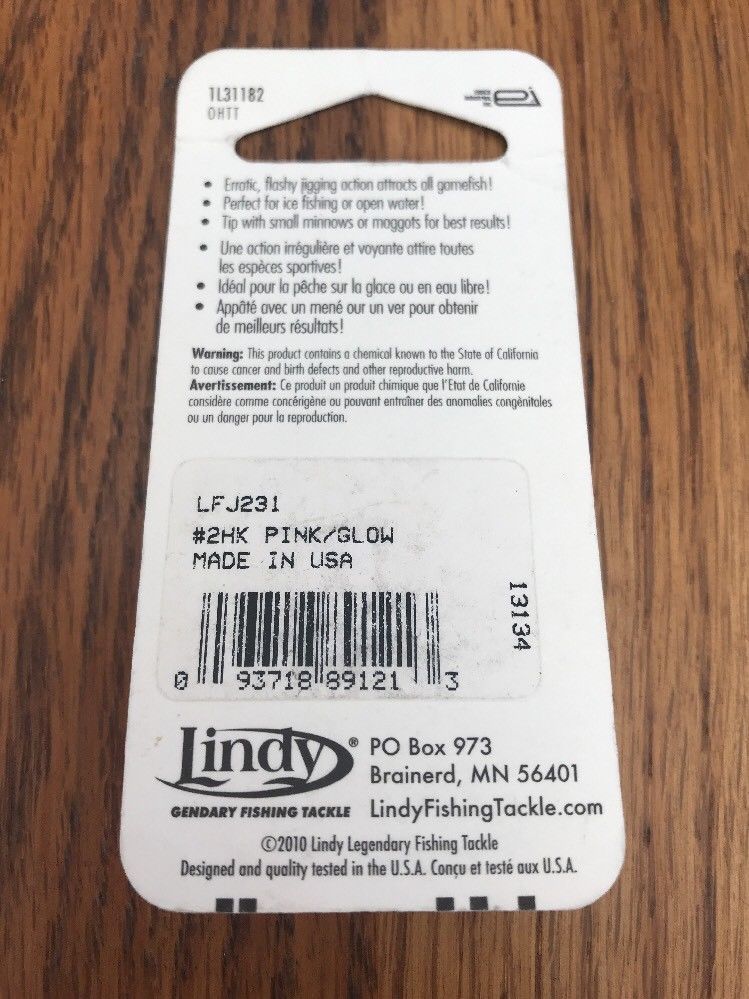 1L31182
OHTT
• Erratic, flashy jigging action attracts all gamefish!
• Perfect for ice fishing or open water!
• Tip with small minnows or maggots for best results!
• Une action irrégulière et voyante attire toutes
les espèces sportives!
• Idéal pour la pêche sur la glace ou en eau libre!
• Appâté avec un mené our un ver pour obtenir
de meilleurs résultats!
Warning: This product contains a chemical known to the State of California
to cause cancer and birth defects and other reproductive harm.
Avertissement: Ce produit un produit chimique que l'Etat de Californie
considère comme concérigène ou pouvant entraîner des anomalies congènitales
ou un danger pour la reproduction.
LFJ231
#2HK PINK/GLOW
MADE IN USA
13134
0 93718 89121 3
Lindy®
GENDARY FISHING TACKLE
PO Box 973
Brainerd, MN 56401
LindyFishingTackle.com
©2010 Lindy Legendary Fishing Tackle
Designed and quality tested in the U.S.A. Conçu et testé aux U.S.A.